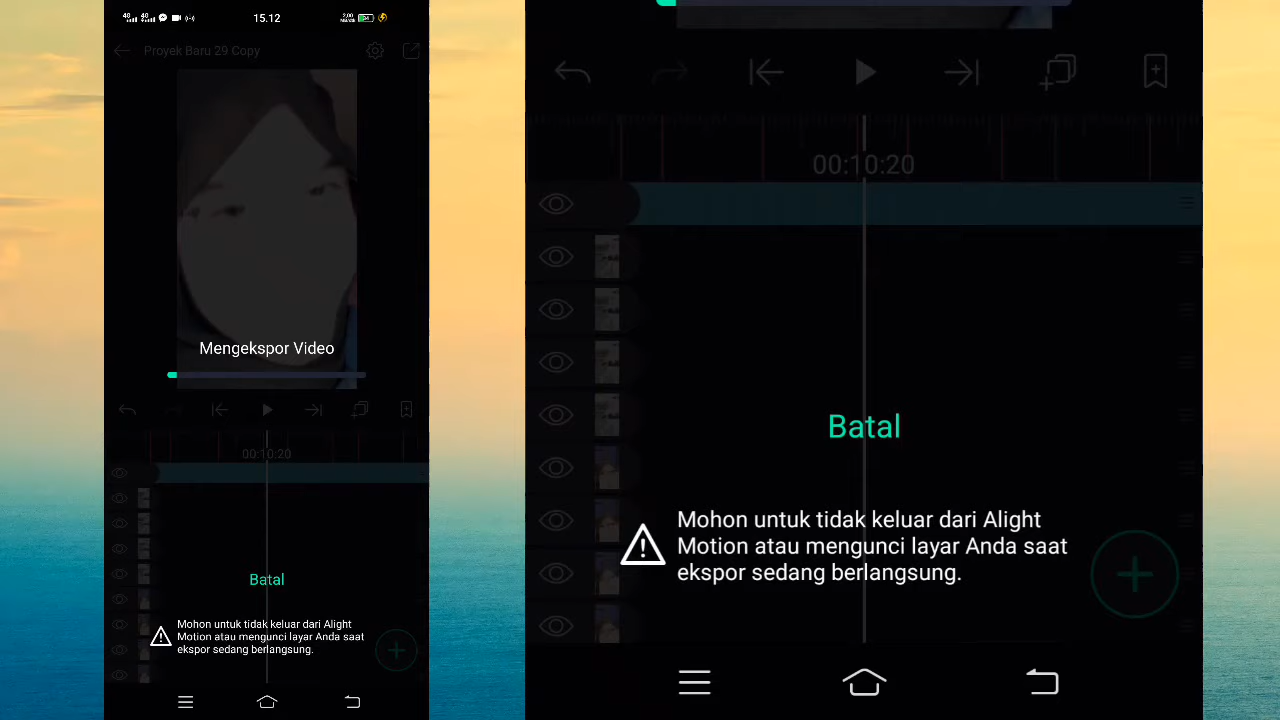 15.12
Proyek Baru 29 Copy
Mengekspor Video
00:10:20
Batal
Mohon untuk tidak keluar dari Alight
Motion atau mengunci layar Anda saat
ekspor sedang berlangsung.
00:10:20
Batal
Mohon untuk tidak keluar dari Alight
Motion atau mengunci layar Anda saat
ekspor sedang berlangsung.